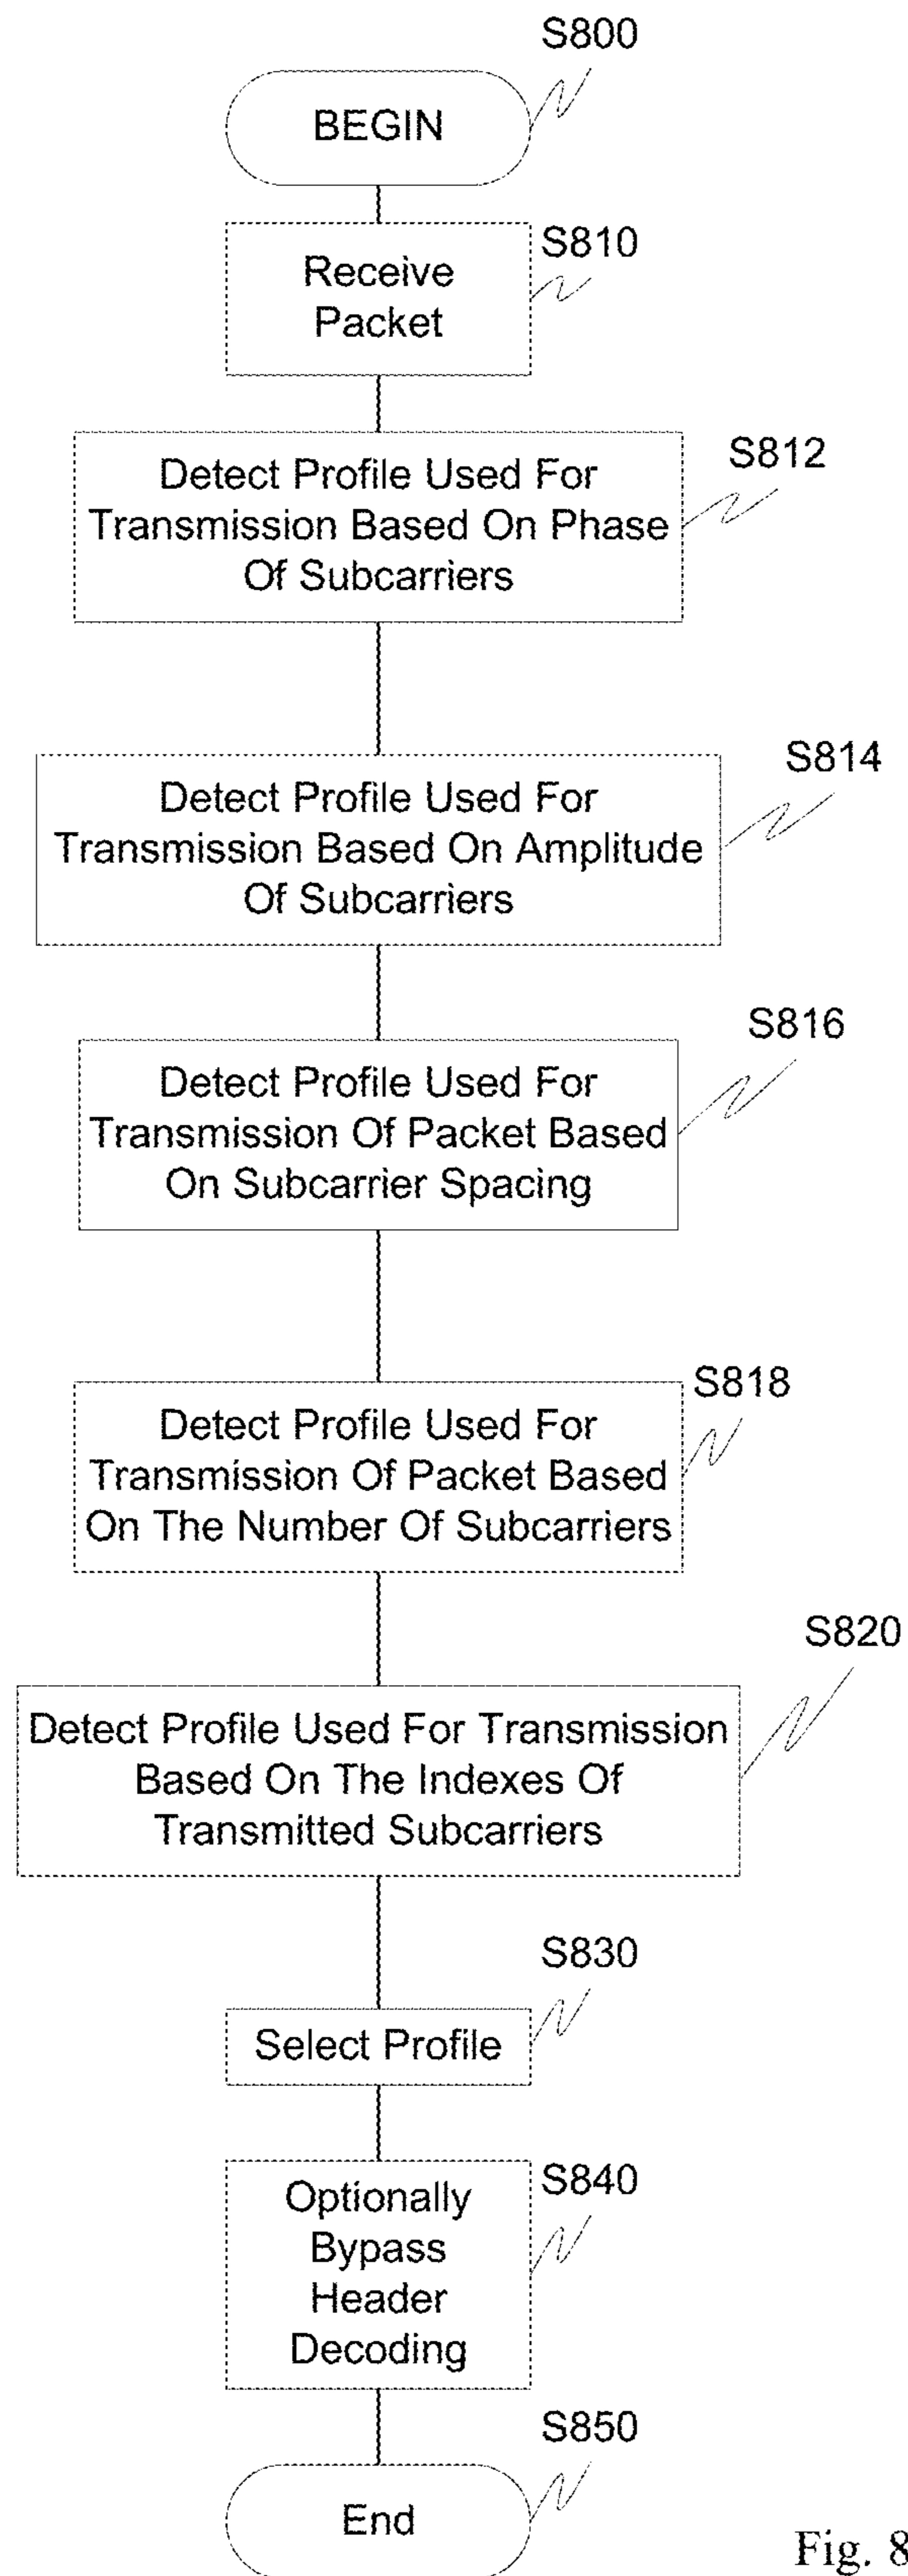 S800
BEGIN
S810
Receive
Packet
S812
Detect Profile Used For
Transmission Based On Phase
Of Subcarriers
S814
Detect Profile Used For
Transmission Based On Amplitude
Of Subcarriers
S816
Detect Profile Used For
Transmission Of Packet Based
On Subcarrier Spacing
S818
Detect Profile Used For
Transmission Of Packet Based
On The Number Of Subcarriers
S820
Detect Profile Used For Transmission
Based On The Indexes Of
Transmitted Subcarriers
S830
Select Profile
S840
Optionally
Bypass
Header
Decoding
S850
End
Fig. 8